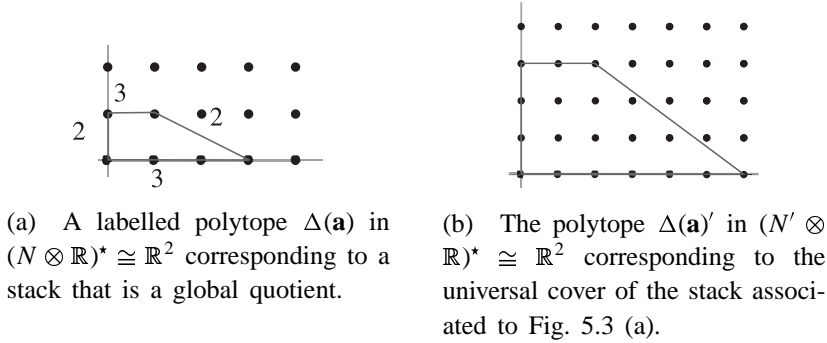 3
2
2
3
(a) A labelled polytope Δ(𝐚) in
(N ⊗ ℝ)* ≅ ℝ² corresponding to a
stack that is a global quotient.
(b) The polytope Δ(𝐚)′ in (N′ ⊗
ℝ)* ≅ ℝ² corresponding to the
universal cover of the stack associ-
ated to Fig. 5.3 (a).